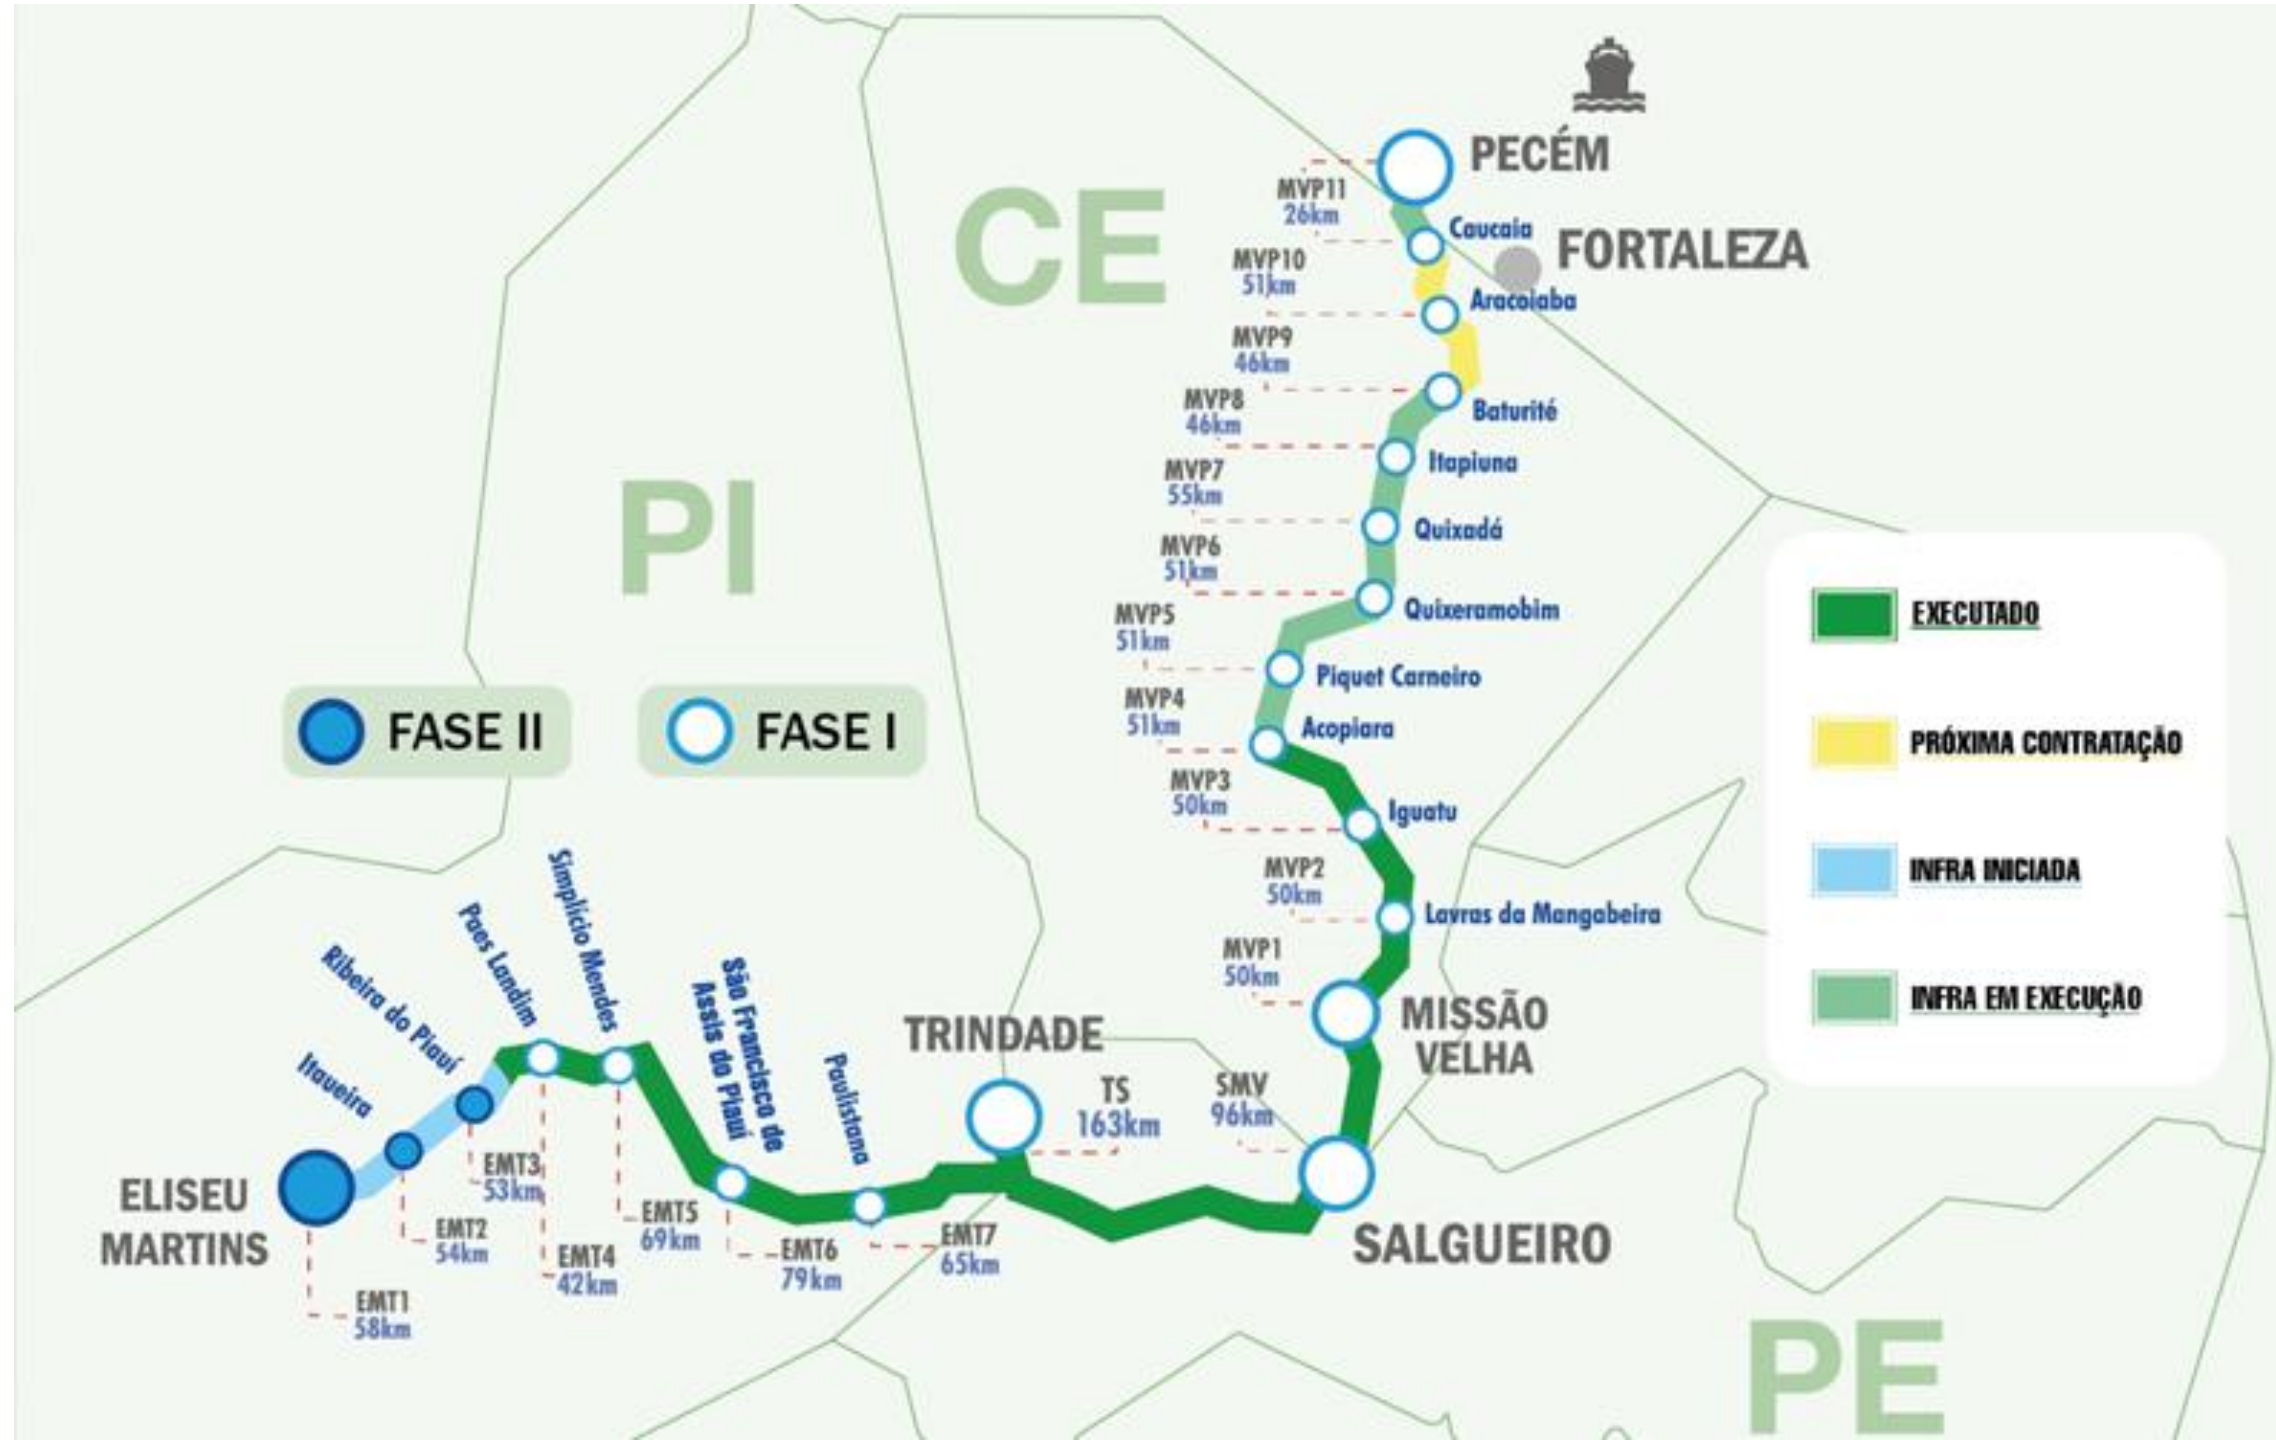 PECÉM
MVP11
26km
Caucaia
FORTALEZA
CE
MVP10
51km
Aracoiaba
MVP9
46km
MVP8
46km
Baturité
MVP7
55km
Itapiuna
PI
MVP6
51km
Quixadá
MVP5
51km
Quixeramobim
EXECUTADO
MVP4
51km
Piquet Carneiro
FASE II
FASE I
Acopiara
PRÓXIMA CONTRATAÇÃO
MVP3
50km
Iguatu
INFRA INICIADA
MVP2
50km
Lavras da Mangabeira
MVP1
50km
INFRA EM EXECUÇÃO
MISSÃO
VELHA
Simplício Mendes
Paes Landim
Ribeira do Piauí
Itaueira
São Francisco de
Assis do Piauí
Paulistana
TRINDADE
TS
163km
SMV
96km
SALGUEIRO
ELISEU
MARTINS
EMT3
53km
EMT2
54km
EMT5
69km
EMT4
42km
EMT6
79km
EMT7
65km
EMT1
58km
PE